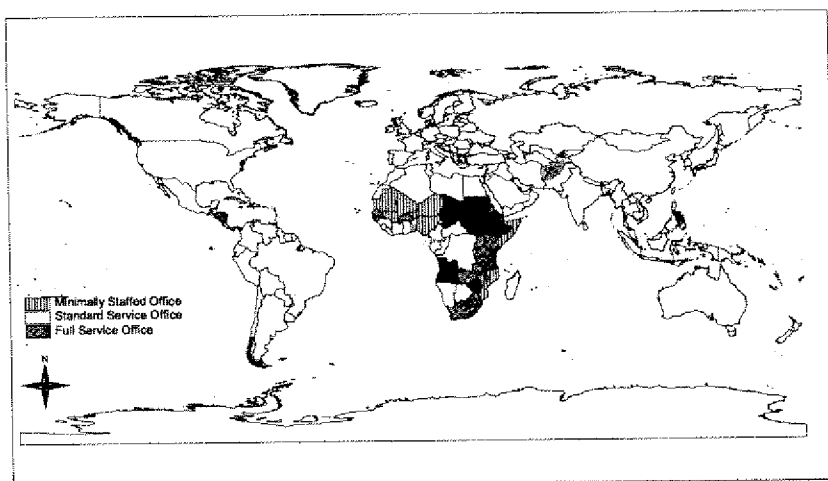 Minimally Staffed Office
Standard Service Office
Full Service Office
N